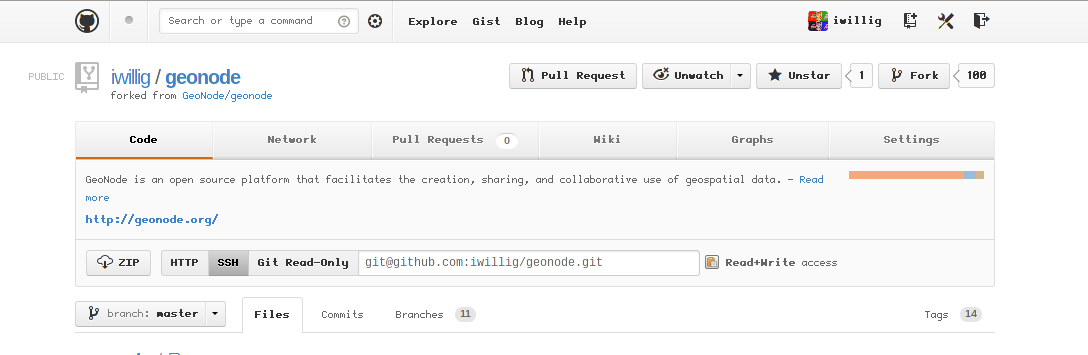 Search or type a command
Explore Gist Blog Help
iwillig
PUBLIC
iwillig / geonode
forked from GeoNode/geonode
Pull Request
Unwatch
Unstar 1
Fork 100
Code Network Pull Requests 0 Wiki Graphs Settings
GeoNode is an open source platform that facilitates the creation, sharing, and collaborative use of geospatial data. — Read
more
http://geonode.org/
ZIP HTTP SSH Git Read-Only git@github.com:iwillig/geonode.git Read+Write access
branch: master Files Commits Branches 11 Tags 14